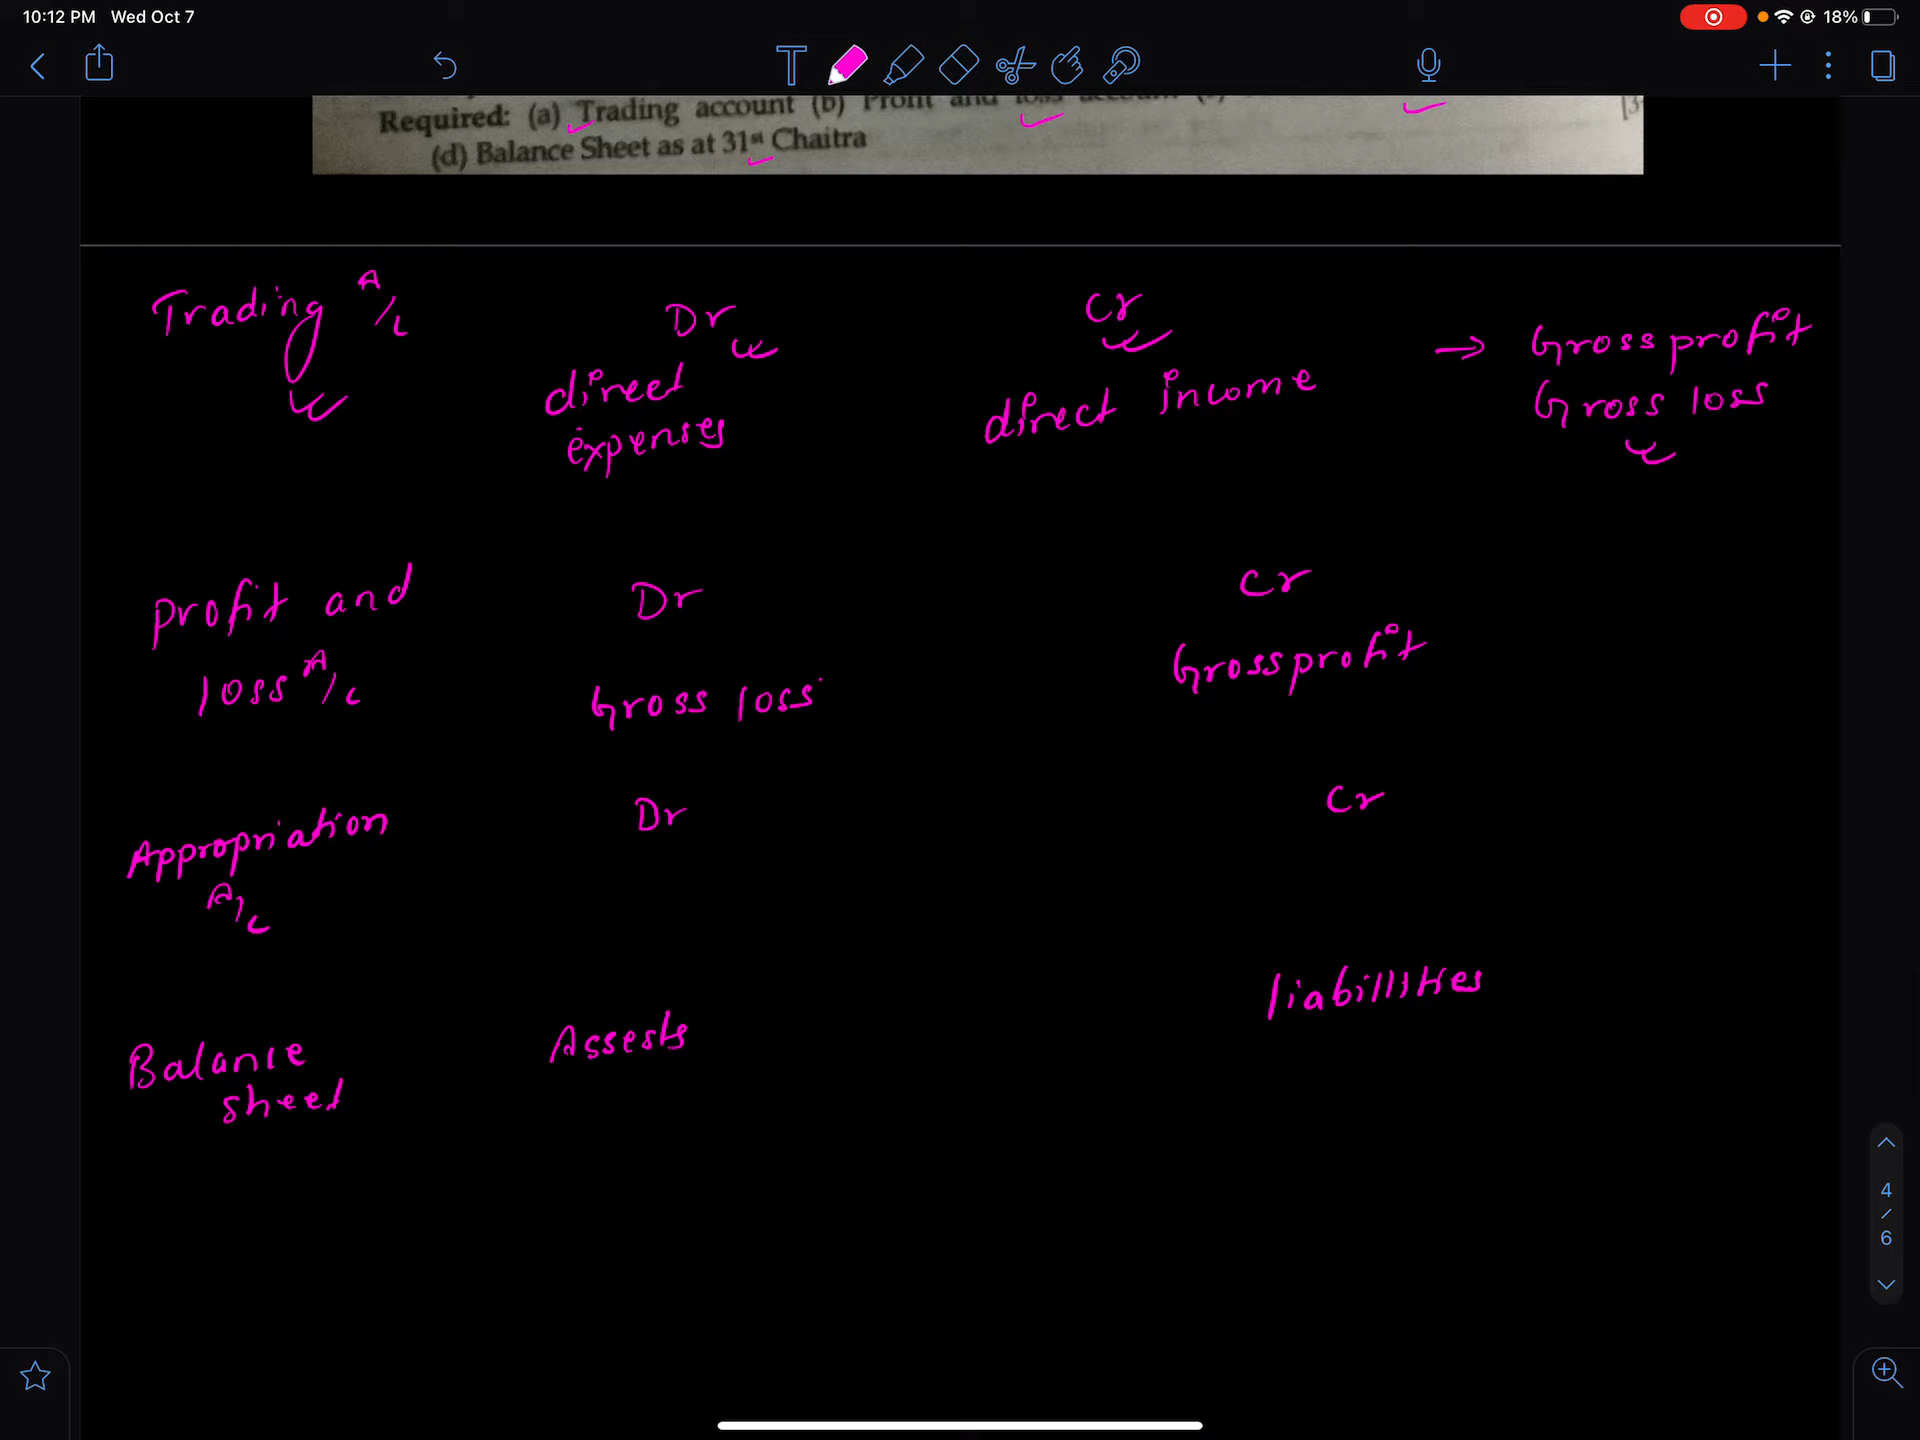 10:12 PM Wed Oct 7
18%
Required: (a) Trading account (b) Profit and loss account
(d) Balance Sheet as at 31st Chaitra
Trading A/c Dr Cr → Gross profit
direct expenses direct income Gross loss
profit and loss A/c Dr Cr
Gross loss Gross profit
Appropriation A/c Dr Cr
Balance sheet Assests liabillities
4
/
6